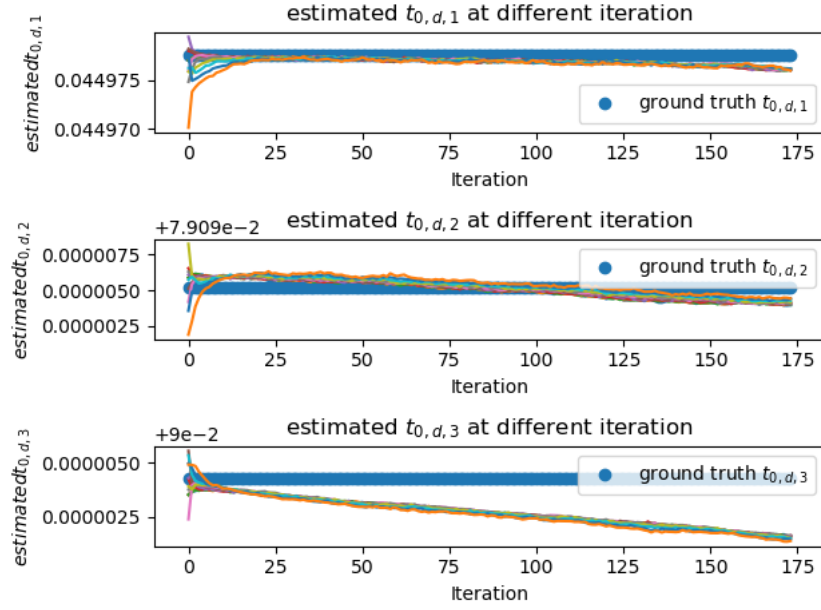 estimated t0,d,1 at different iteration
estimatedt0,d,1
0.044975
0.044970
ground truth t0,d,1
0 25 50 75 100 125 150 175
Iteration
estimated t0,d,2 at different iteration
+7.909e−2
estimatedt0,d,2
0.0000075
0.0000050
0.0000025
ground truth t0,d,2
0 25 50 75 100 125 150 175
Iteration
estimated t0,d,3 at different iteration
+9e−2
estimatedt0,d,3
0.0000050
0.0000025
ground truth t0,d,3
0 25 50 75 100 125 150 175
Iteration